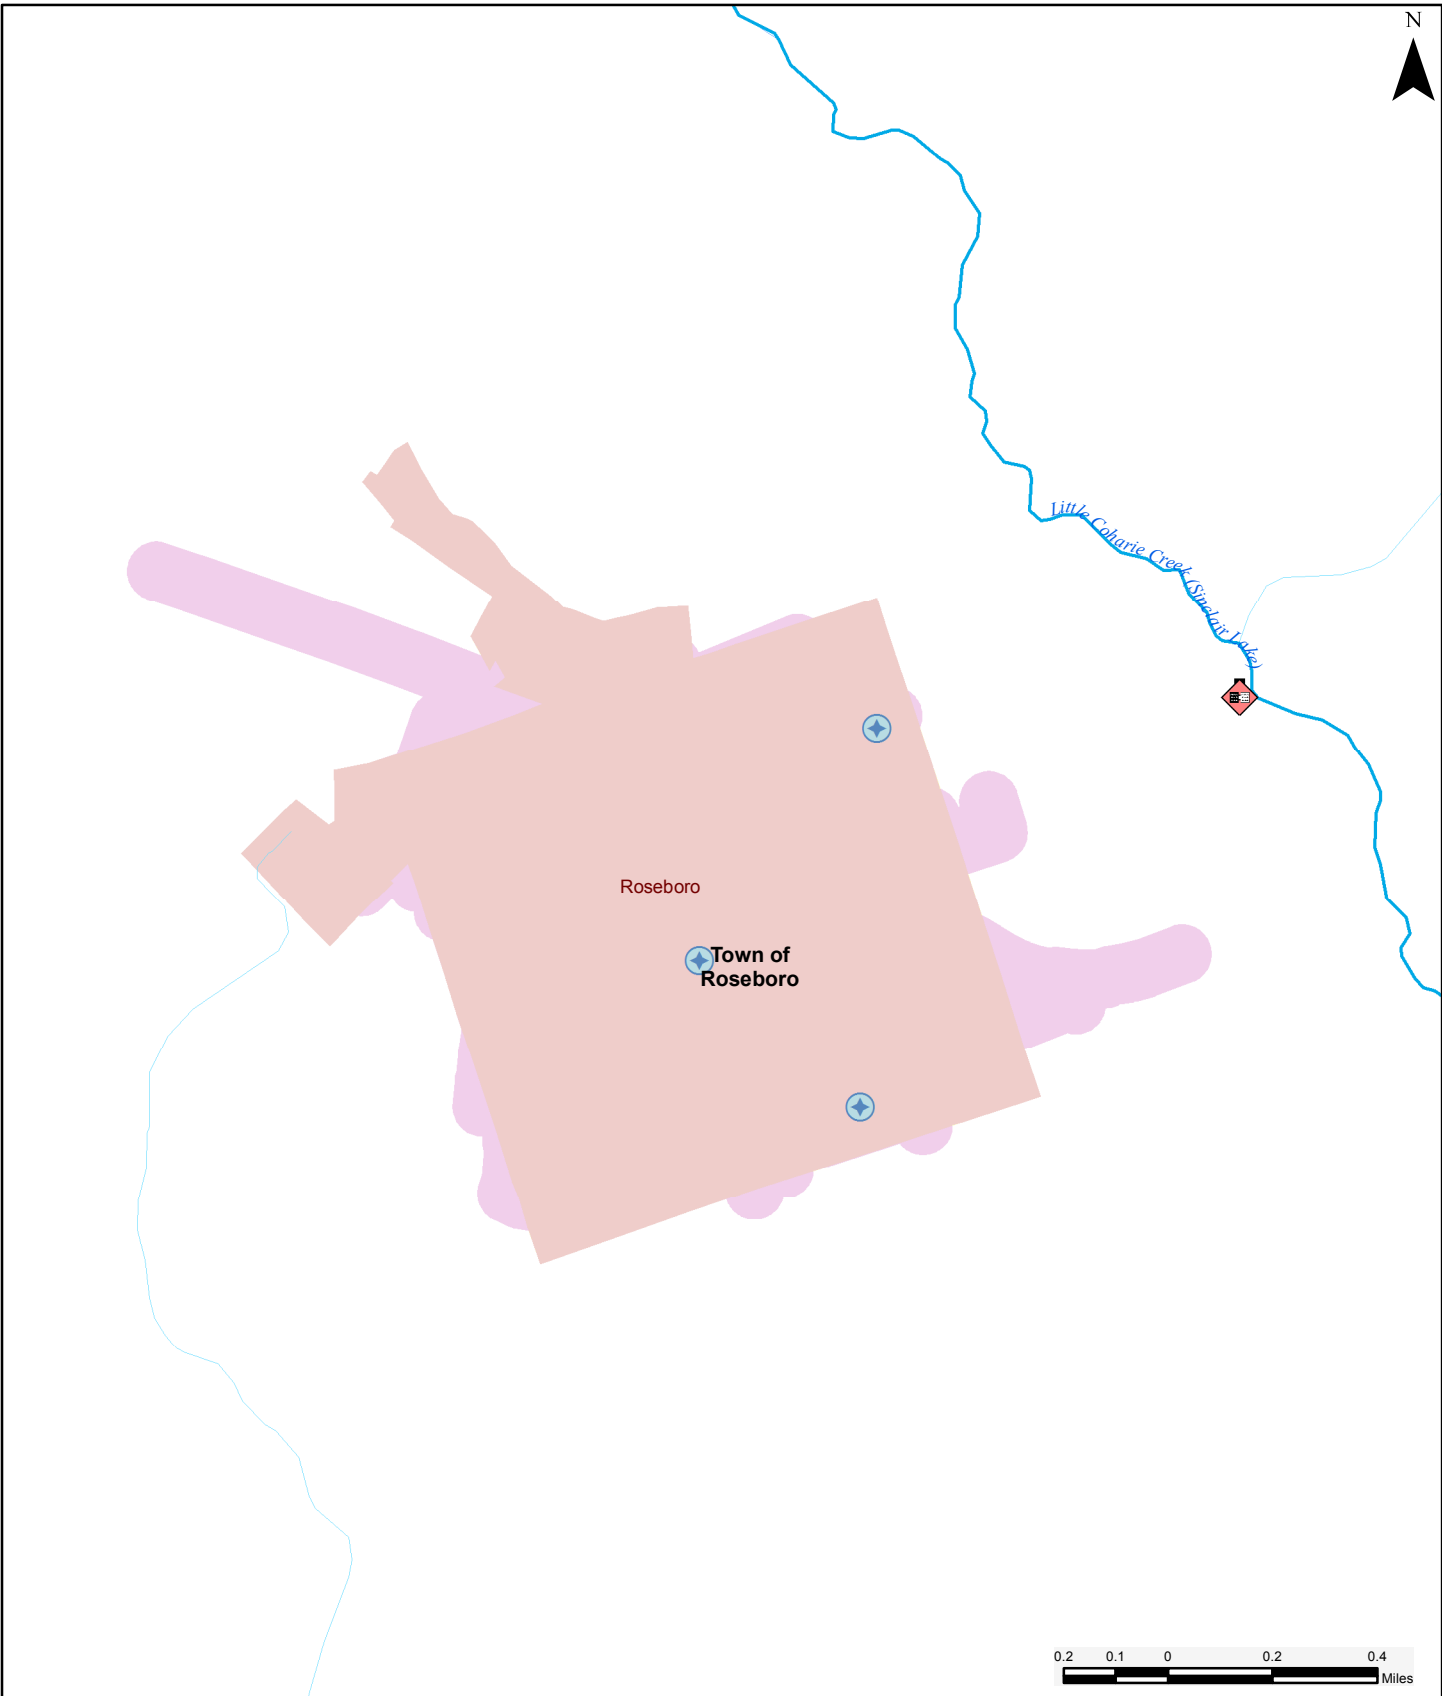 N
Little Coharie Creek (Sinclair Lake)
Roseboro
Town of
Roseboro
0.2 0.1 0 0.2 0.4
Miles